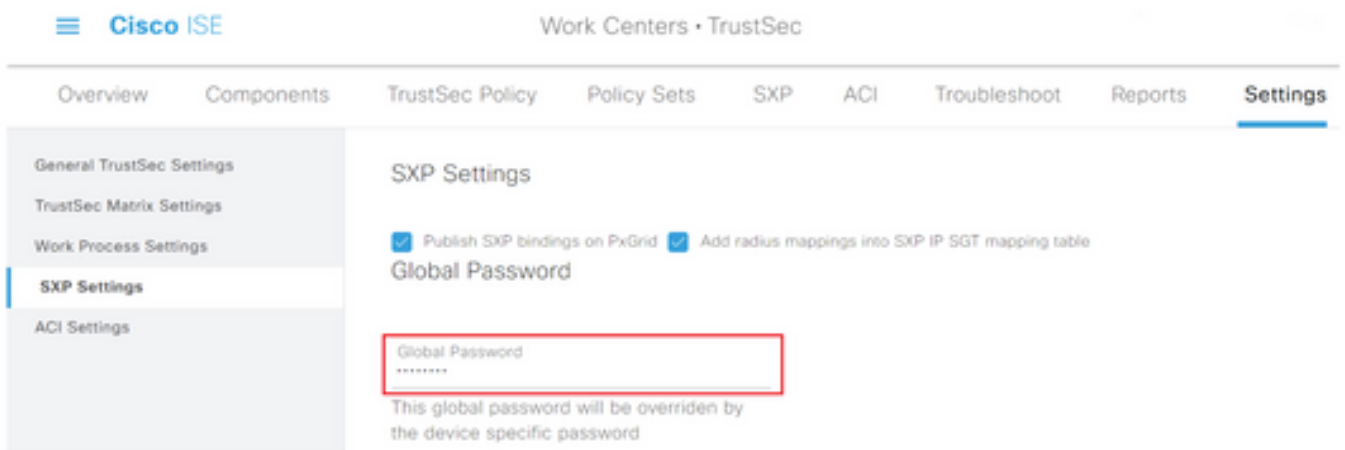 Cisco ISE
Work Centers · TrustSec
Overview Components TrustSec Policy Policy Sets SXP ACI Troubleshoot Reports Settings
General TrustSec Settings
TrustSec Matrix Settings
Work Process Settings
SXP Settings
ACI Settings
SXP Settings
Publish SXP bindings on PxGrid Add radius mappings into SXP IP SGT mapping table
Global Password
Global Password
········
This global password will be overriden by
the device specific password